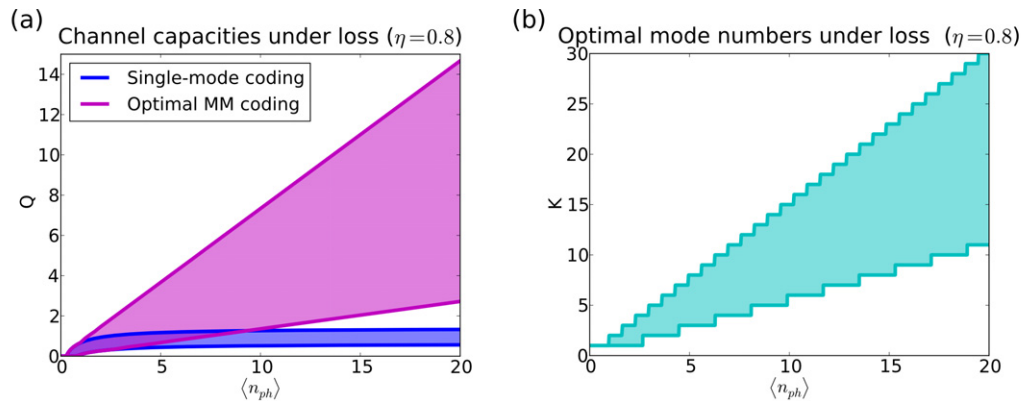 (a)
Channel capacities under loss (η=0.8)
Single-mode coding
Optimal MM coding
Q
14
12
10
8
6
4
2
0
0 5 10 15 20
⟨n_ph⟩
(b)
Optimal mode numbers under loss (η=0.8)
K
30
25
20
15
10
5
0
0 5 10 15 20
⟨n_ph⟩